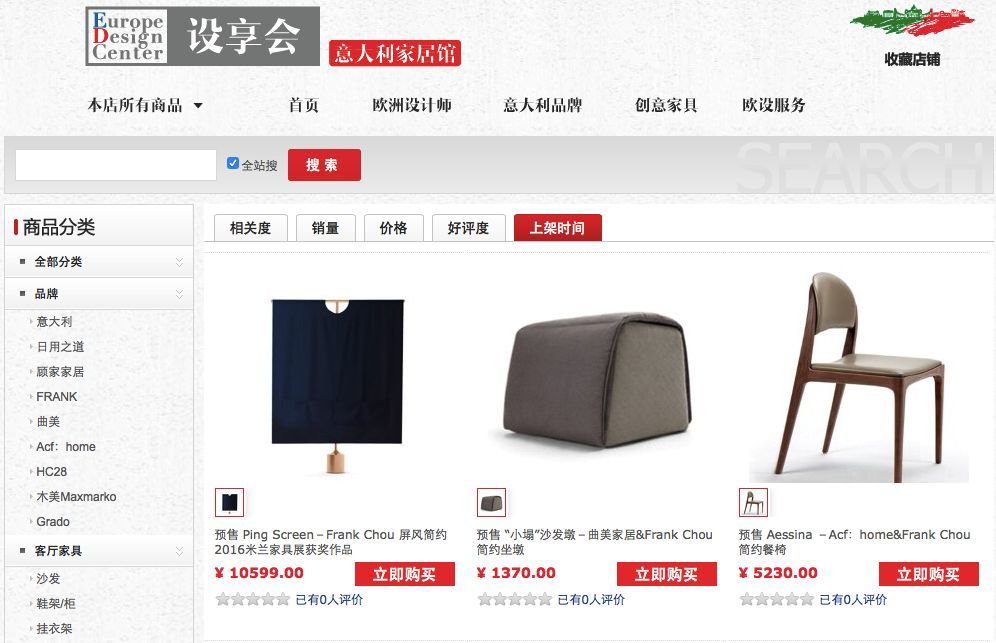 Europe
Design
Center
设享会
意大利家居馆
收藏店铺
本店所有商品 首页 欧洲设计师 意大利品牌 创意家具 欧设服务
全站搜 搜索
SEARCH
商品分类
全部分类
品牌
意大利
日用之道
顾家家居
FRANK
曲美
Acf：home
HC28
木美Maxmarko
Grado
客厅家具
沙发
鞋架/柜
挂衣架
相关度 销量 价格 好评度 上架时间
预售 Ping Screen－Frank Chou 屏风简约
2016米兰家具展获奖作品
¥ 10599.00 立即购买
已有0人评价
预售 “小塌”沙发墩－曲美家居&Frank Chou
简约坐墩
¥ 1370.00 立即购买
已有0人评价
预售 Aessina －Acf：home&Frank Chou
简约餐椅
¥ 5230.00 立即购买
已有0人评价